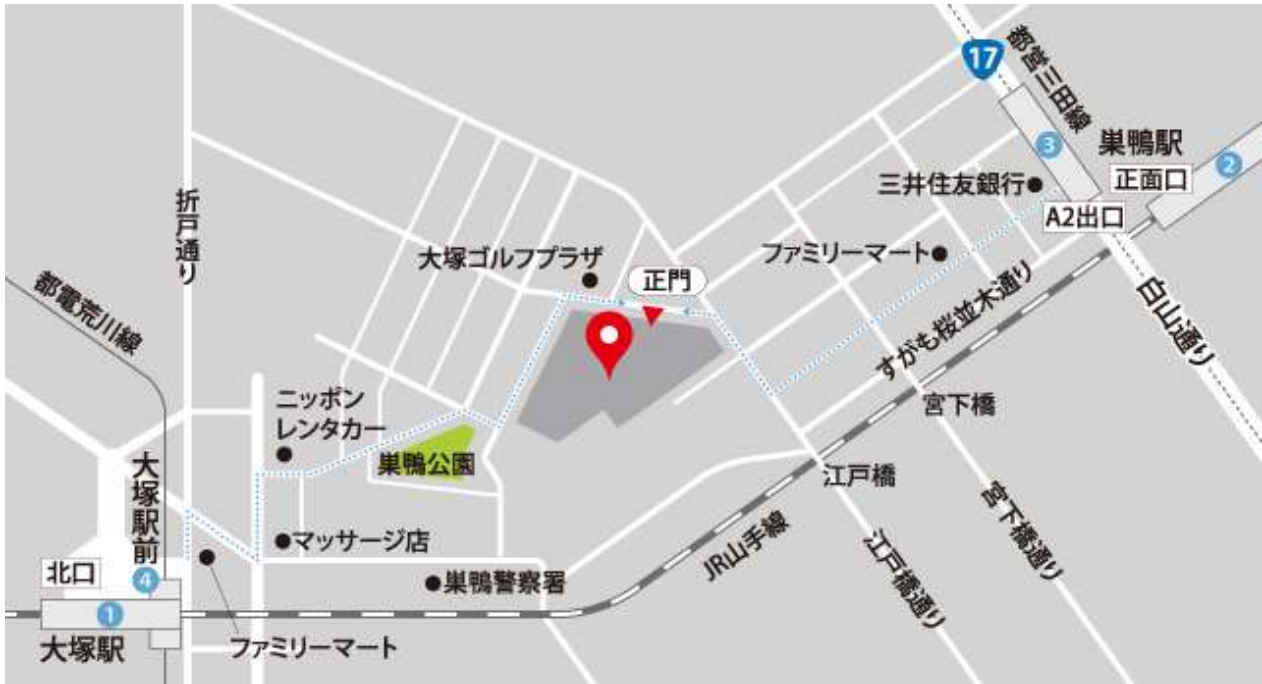 17
都営三田線
巣鴨駅
③
②
正面口
三井住友銀行
A2出口
折戸通り
大塚ゴルフプラザ
正門
ファミリーマート
都電荒川線
すがも桜並木通り
白山通り
ニッポン
レンタカー
宮下橋
巣鴨公園
大塚駅前
江戸橋
マッサージ店
JR山手線
宮下橋通り
江戸橋通り
北口
④
巣鴨警察署
①
大塚駅
ファミリーマート